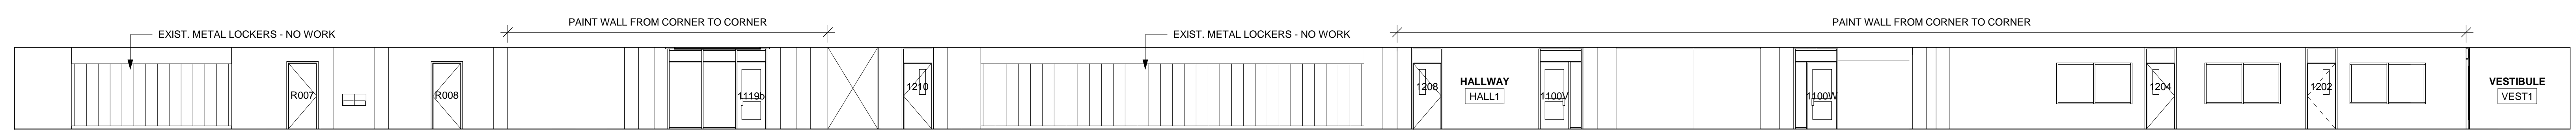 PAINT WALL FROM CORNER TO CORNER
PAINT WALL FROM CORNER TO CORNER
EXIST. METAL LOCKERS - NO WORK
EXIST. METAL LOCKERS - NO WORK
R007
R008
1119b
1210
1208
HALLWAY
HALL1
1100V
1100W
1204
1202
VESTIBULE
VEST1